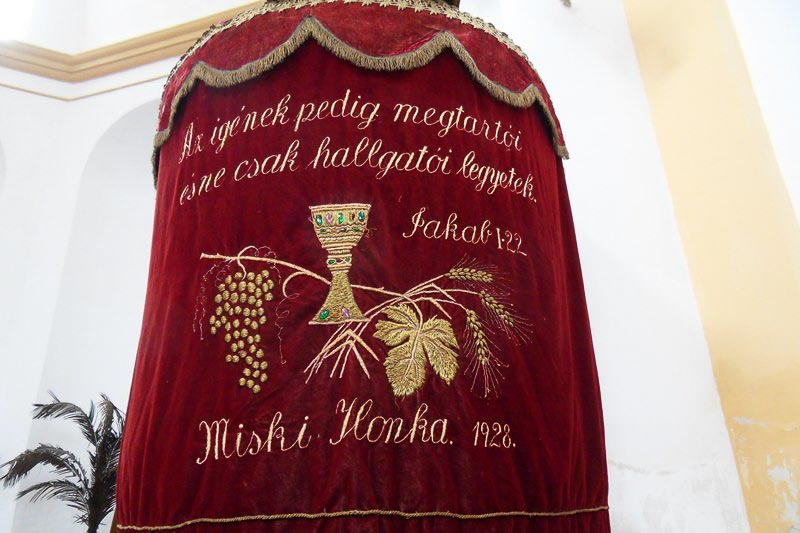 Az igének pedig megtartói
és ne csak hallgatói legyetek.
Jakab 1.22
Miski Ilonka. 1928.